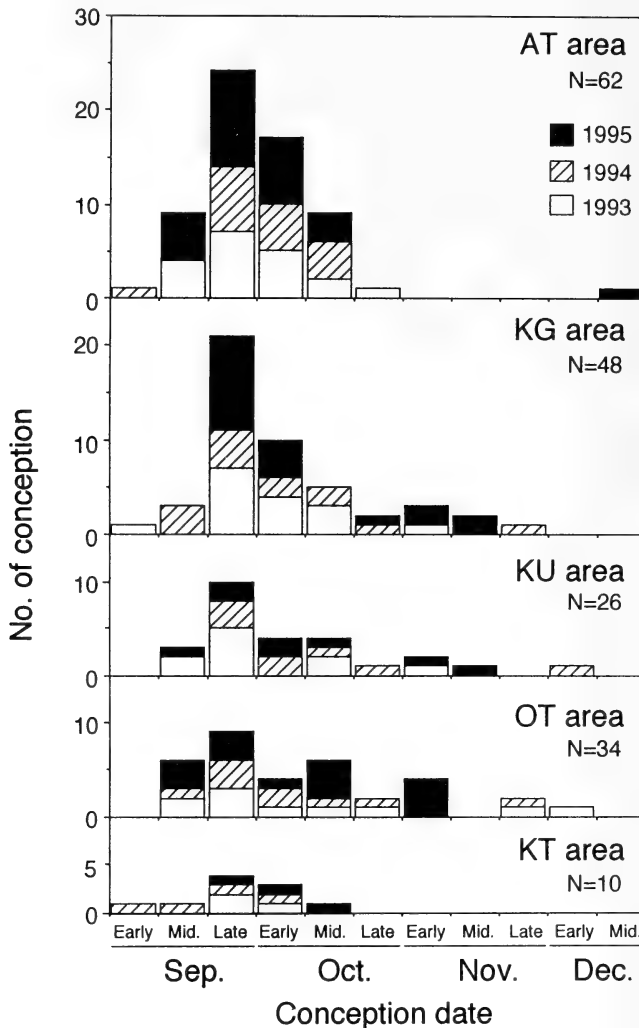 30
AT area
N=62
20
1995
1994
10
1993
0
KG area
20
N=48
10
0
No. of conception
KU area
10
N=26
0
OT area
10
N=34
0
KT area
5
N=10
0
Early Mid. Late Early Mid. Late Early Mid. Late Early Mid.
Sep. Oct. Nov. Dec.
Conception date